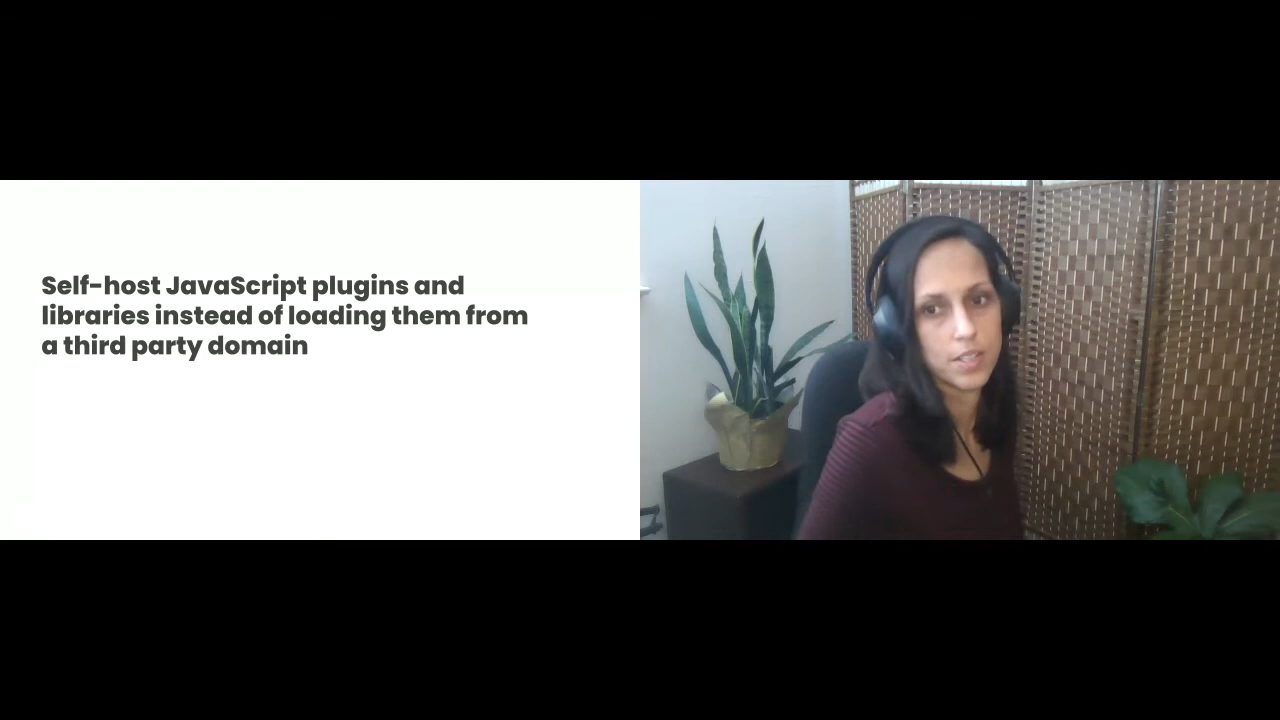 Self-host JavaScript plugins and
libraries instead of loading them from
a third party domain